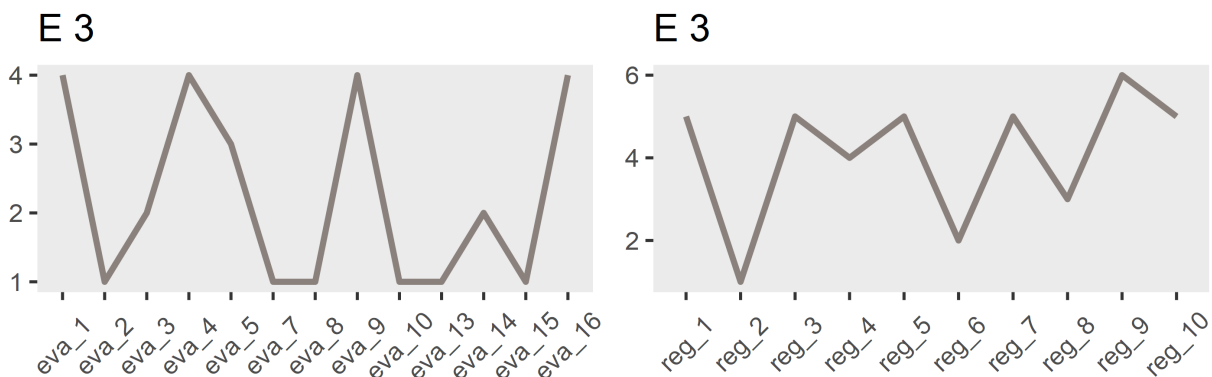 E 3
4
3
2
1
eva_1 eva_2 eva_3 eva_4 eva_5 eva_7 eva_8 eva_9 eva_10 eva_13 eva_14 eva_15 eva_16
E 3
6
4
2
reg_1 reg_2 reg_3 reg_4 reg_5 reg_6 reg_7 reg_8 reg_9 reg_10